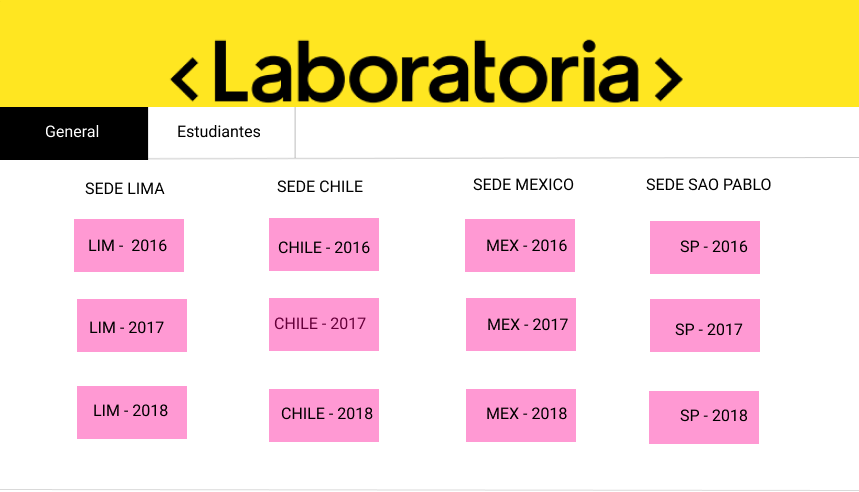 <Laboratoria>
General Estudiantes
SEDE LIMA SEDE CHILE SEDE MEXICO SEDE SAO PABLO
LIM - 2016 CHILE - 2016 MEX - 2016 SP - 2016
LIM - 2017 CHILE - 2017 MEX - 2017 SP - 2017
LIM - 2018 CHILE - 2018 MEX - 2018 SP - 2018